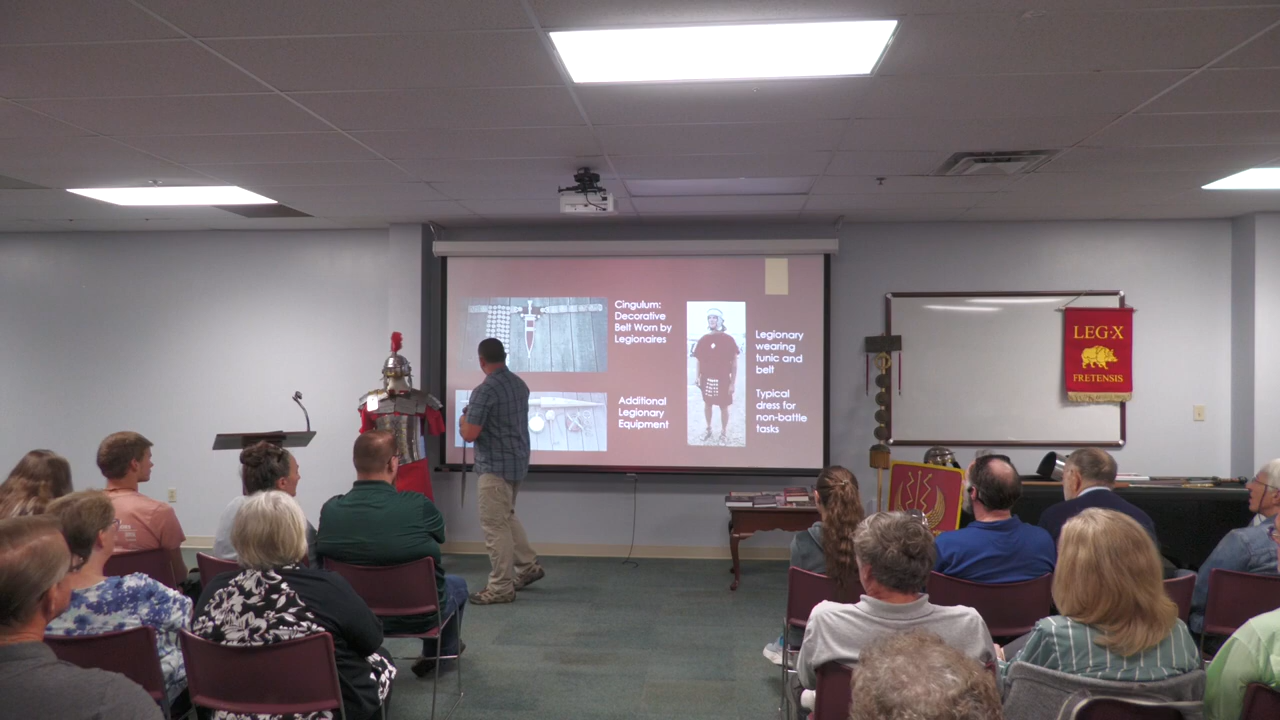 Cingulum:
Decorative
Belt Worn by
Legionaires
Additional
Legionary
Equipment
Legionary
wearing
tunic and
belt
Typical
dress for
non-battle
tasks
LEG·X
FRETENSIS